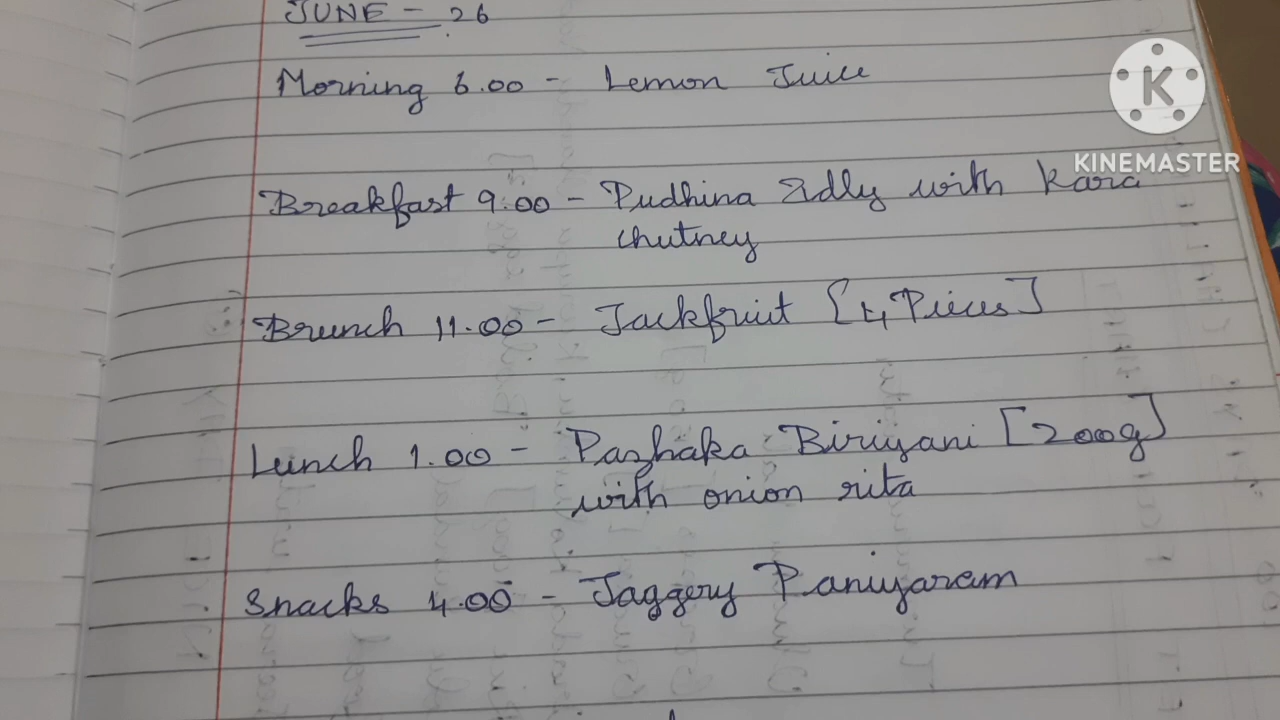 JUNE - 26
Morning 6.00 - Lemon Juice
K
KINEMASTER
Breakfast 9.00 - Pudhina Idly with kara
chutney
Brunch 11.00 - Jackfruit [4 Pieces]
Lunch 1.00 - Pazhaka Biriyani [200g]
with onion rita
Snacks 4.00 - Jaggery Paniyaram